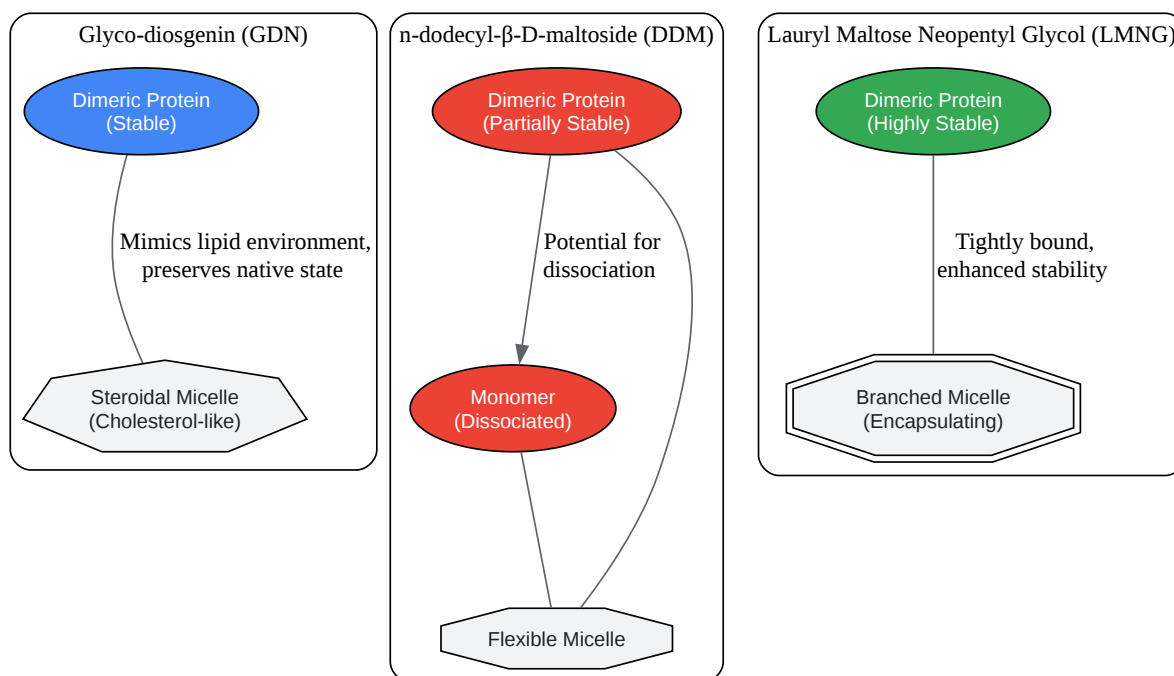 Glyco-diosgenin (GDN)
Dimeric Protein
(Stable)
Mimics lipid environment,
preserves native state
Steroidal Micelle
(Cholesterol-like)
n-dodecyl-β-D-maltoside (DDM)
Dimeric Protein
(Partially Stable)
Potential for
dissociation
Monomer
(Dissociated)
Flexible Micelle
Lauryl Maltose Neopentyl Glycol (LMNG)
Dimeric Protein
(Highly Stable)
Tightly bound,
enhanced stability
Branched Micelle
(Encapsulating)